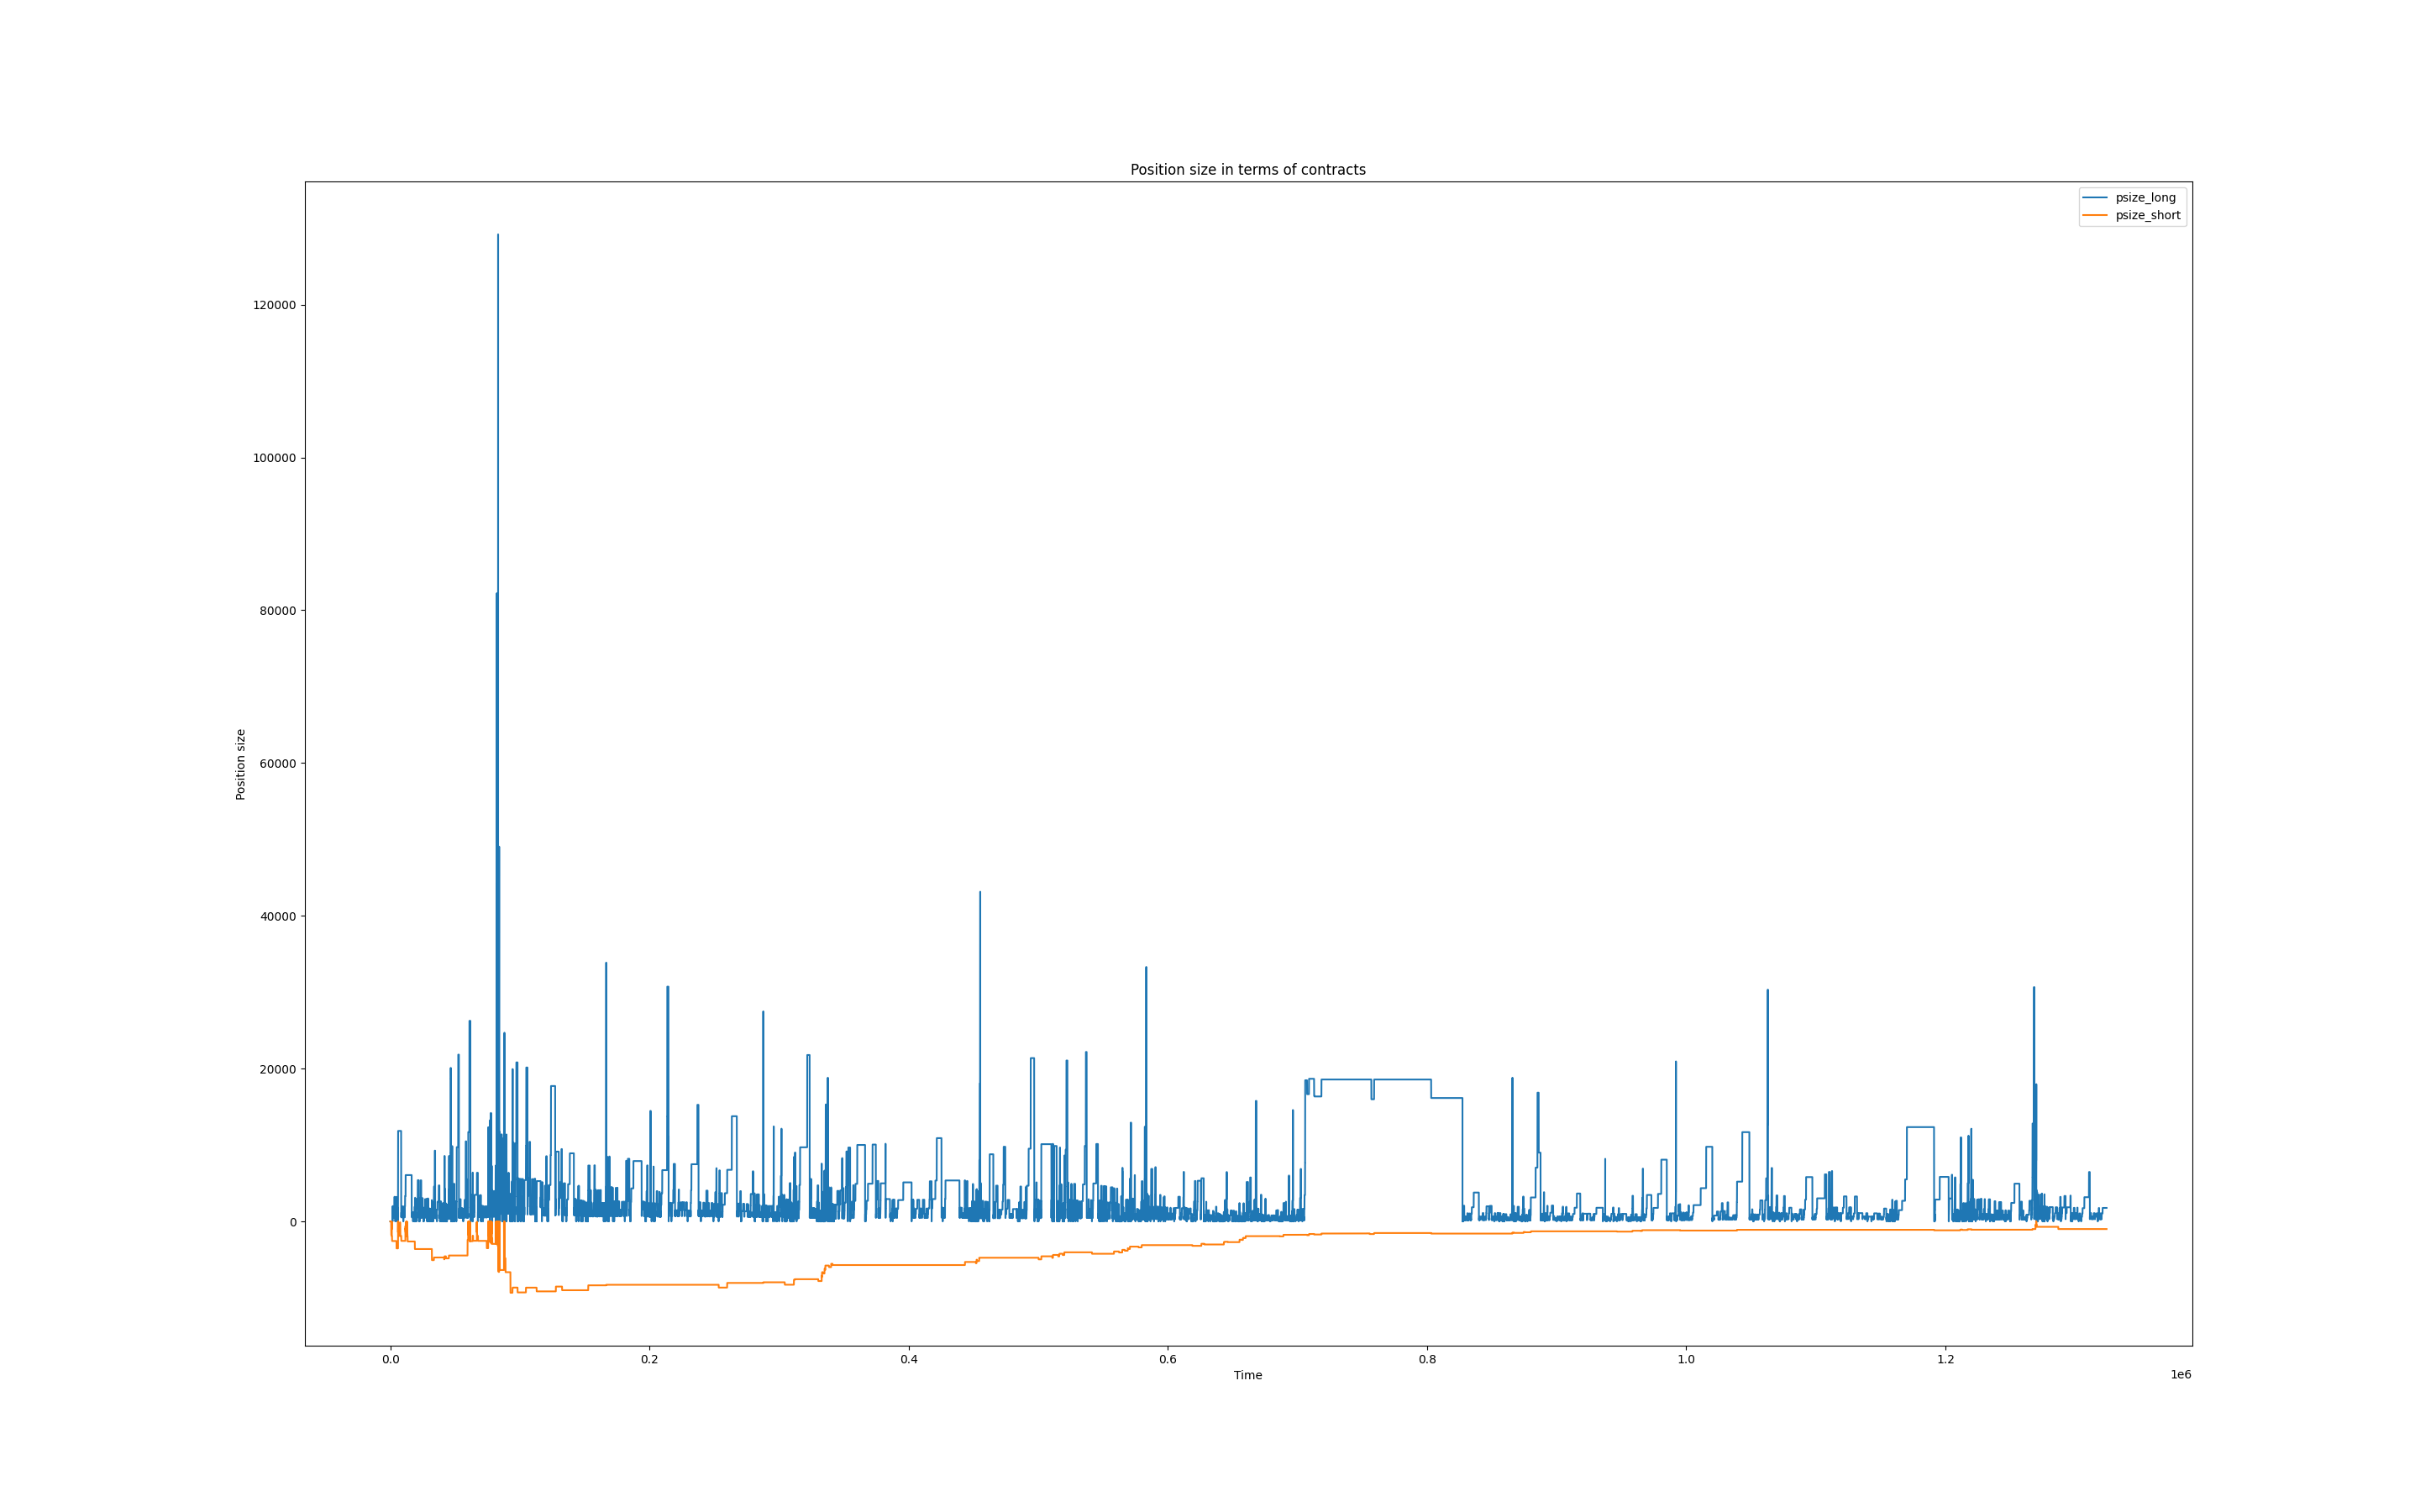 Position size in terms of contracts
psize_long
psize_short
120000
100000
80000
60000
40000
20000
0
Position size
0.0
0.2
0.4
0.6
0.8
1.0
1.2
Time
1e6